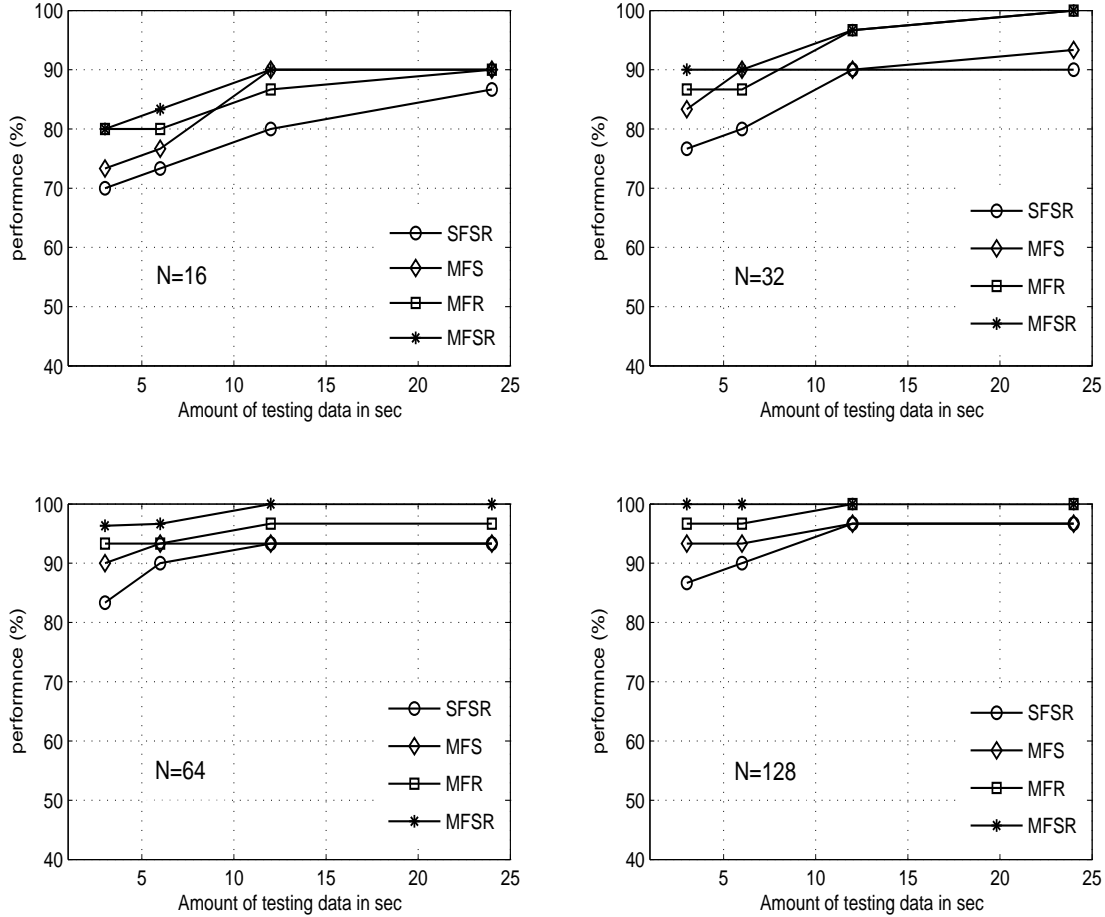 100
90
80
70
60
50
40
performnce (%)
SFSR
MFS
MFR
MFSR
N=16
5 10 15 20 25
Amount of testing data in sec
100
90
80
70
60
50
40
performnce (%)
SFSR
MFS
MFR
MFSR
N=32
5 10 15 20 25
Amount of testing data in sec
100
90
80
70
60
50
40
performnce (%)
SFSR
MFS
MFR
MFSR
N=64
5 10 15 20 25
Amount of testing data in sec
100
90
80
70
60
50
40
performnce (%)
SFSR
MFS
MFR
MFSR
N=128
5 10 15 20 25
Amount of testing data in sec